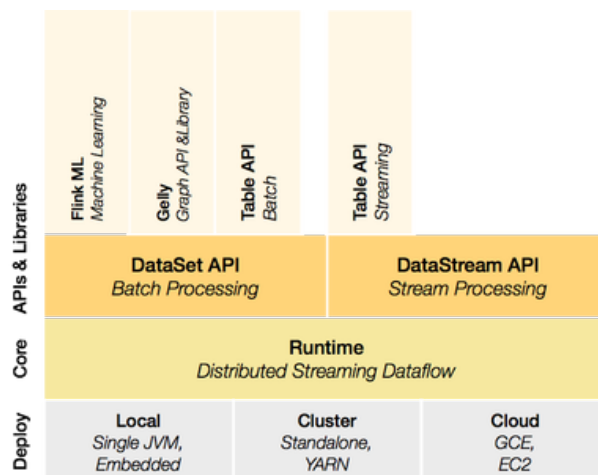 Flink ML
Machine Learning
Gelly
Graph API &Library
Table API
Batch
Table API
Streaming
APIs & Libraries
DataSet API
Batch Processing
DataStream API
Stream Processing
Core
Runtime
Distributed Streaming Dataflow
Deploy
Local
Single JVM,
Embedded
Cluster
Standalone,
YARN
Cloud
GCE,
EC2